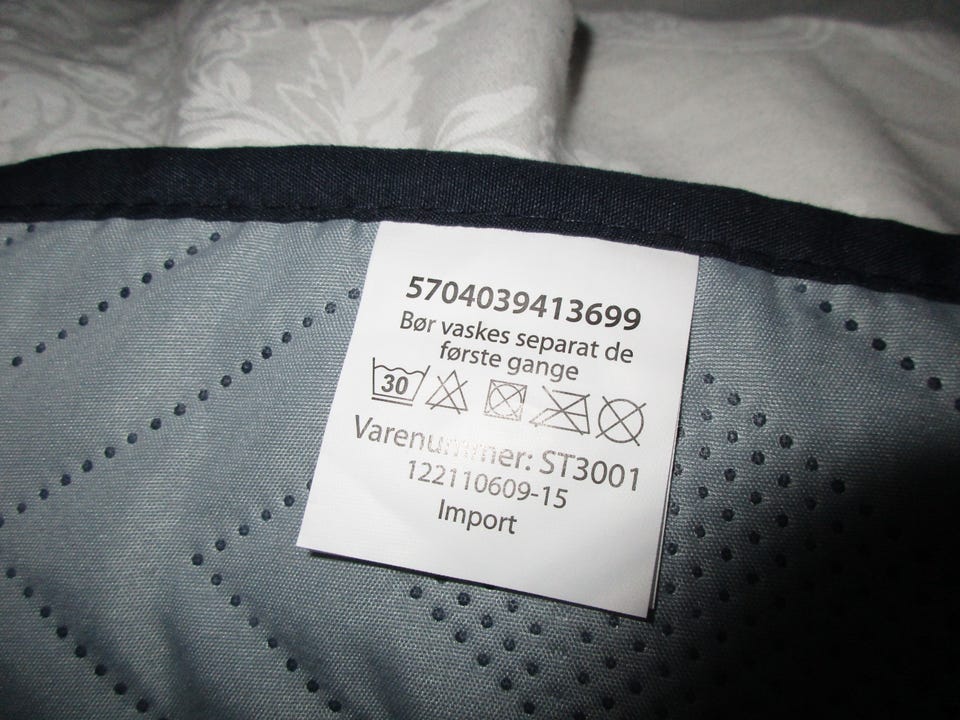 5704039413699
Bør vaskes separat de
første gange
30
Varenummer: ST3001
122110609-15
Import